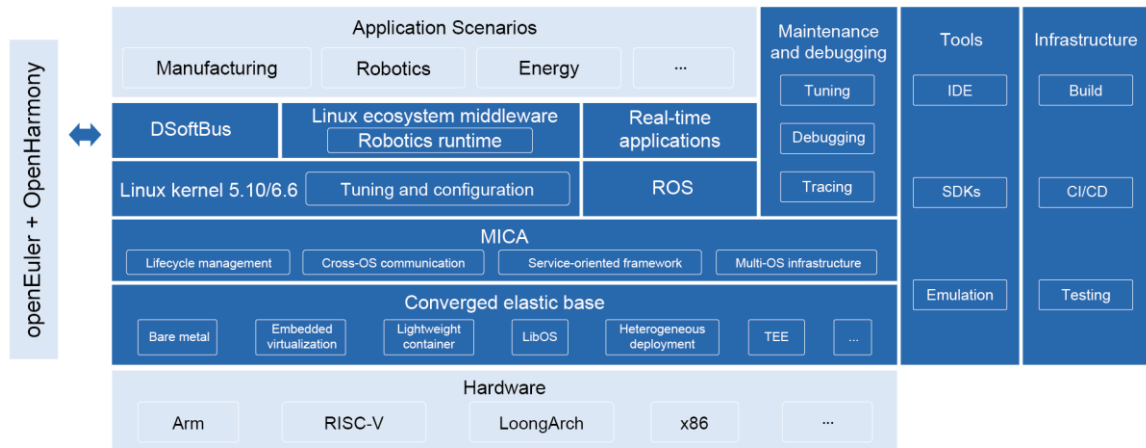 openEuler + OpenHarmony
Application Scenarios
Manufacturing
Robotics
Energy
...
DSoftBus
Linux ecosystem middleware
Robotics runtime
Real-time
applications
Linux kernel 5.10/6.6
Tuning and configuration
ROS
Maintenance
and debugging
Tuning
Debugging
Tracing
MICA
Lifecycle management
Cross-OS communication
Service-oriented framework
Multi-OS infrastructure
Converged elastic base
Bare metal
Embedded
virtualization
Lightweight
container
LibOS
Heterogeneous
deployment
TEE
...
Tools
IDE
SDKs
Emulation
Infrastructure
Build
CI/CD
Testing
Hardware
Arm
RISC-V
LoongArch
x86
...